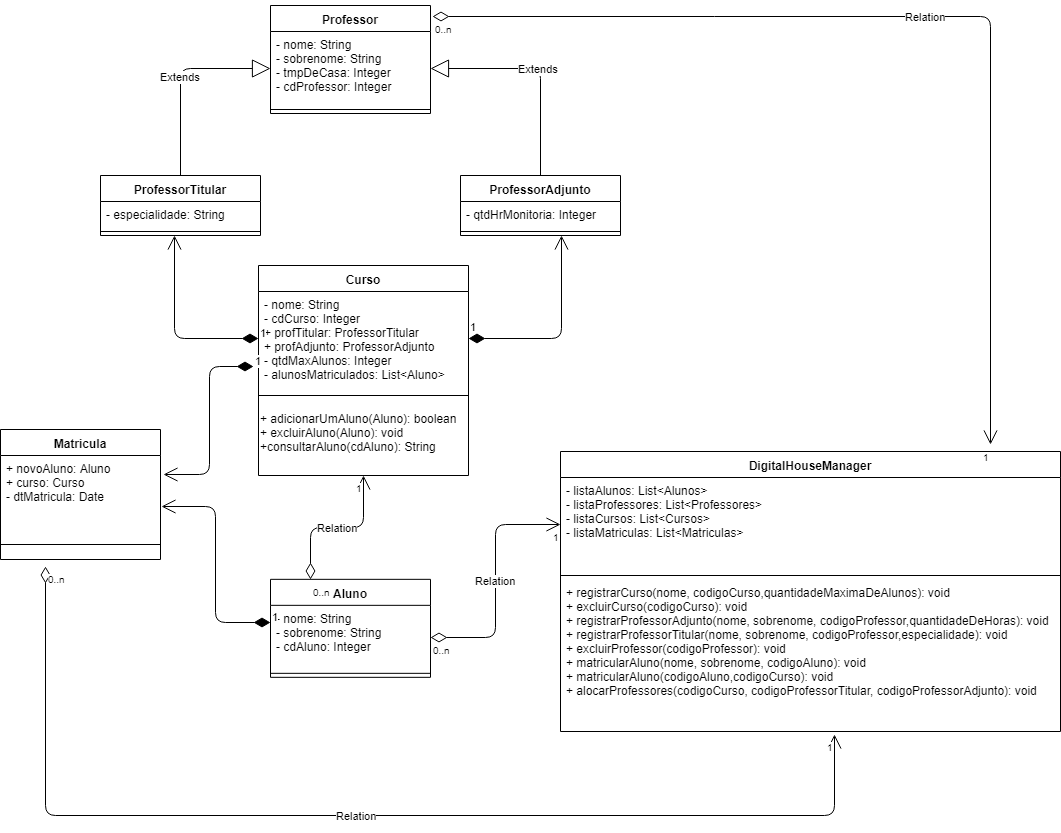 Professor
- nome: String
- sobrenome: String
- tmpDeCasa: Integer
- cdProfessor: Integer
0..n
Relation
Extends
Extends
ProfessorTitular
- especialidade: String
ProfessorAdjunto
- qtdHrMonitoria: Integer
Curso
- nome: String
- cdCurso: Integer
+ profTitular: ProfessorTitular
+ profAdjunto: ProfessorAdjunto
- qtdMaxAlunos: Integer
- alunosMatriculados: List<Aluno>
+ adicionarUmAluno(Aluno): boolean
+ excluirAluno(Aluno): void
+consultarAluno(cdAluno): String
1
1
1
1
Matricula
+ novoAluno: Aluno
+ curso: Curso
- dtMatricula: Date
0..n
Relation
0..n
Aluno
- nome: String
- sobrenome: String
- cdAluno: Integer
1
0..n
Relation
1
1
DigitalHouseManager
- listaAlunos: List<Alunos>
- listaProfessores: List<Professores>
- listaCursos: List<Cursos>
- listaMatriculas: List<Matriculas>
+ registrarCurso(nome, codigoCurso,quantidadeMaximaDeAlunos): void
+ excluirCurso(codigoCurso): void
+ registrarProfessorAdjunto(nome, sobrenome, codigoProfessor,quantidadeDeHoras): void
+ registrarProfessorTitular(nome, sobrenome, codigoProfessor,especialidade): void
+ excluirProfessor(codigoProfessor): void
+ matricularAluno(nome, sobrenome, codigoAluno): void
+ matricularAluno(codigoAluno,codigoCurso): void
+ alocarProfessores(codigoCurso, codigoProfessorTitular, codigoProfessorAdjunto): void
1
Relation